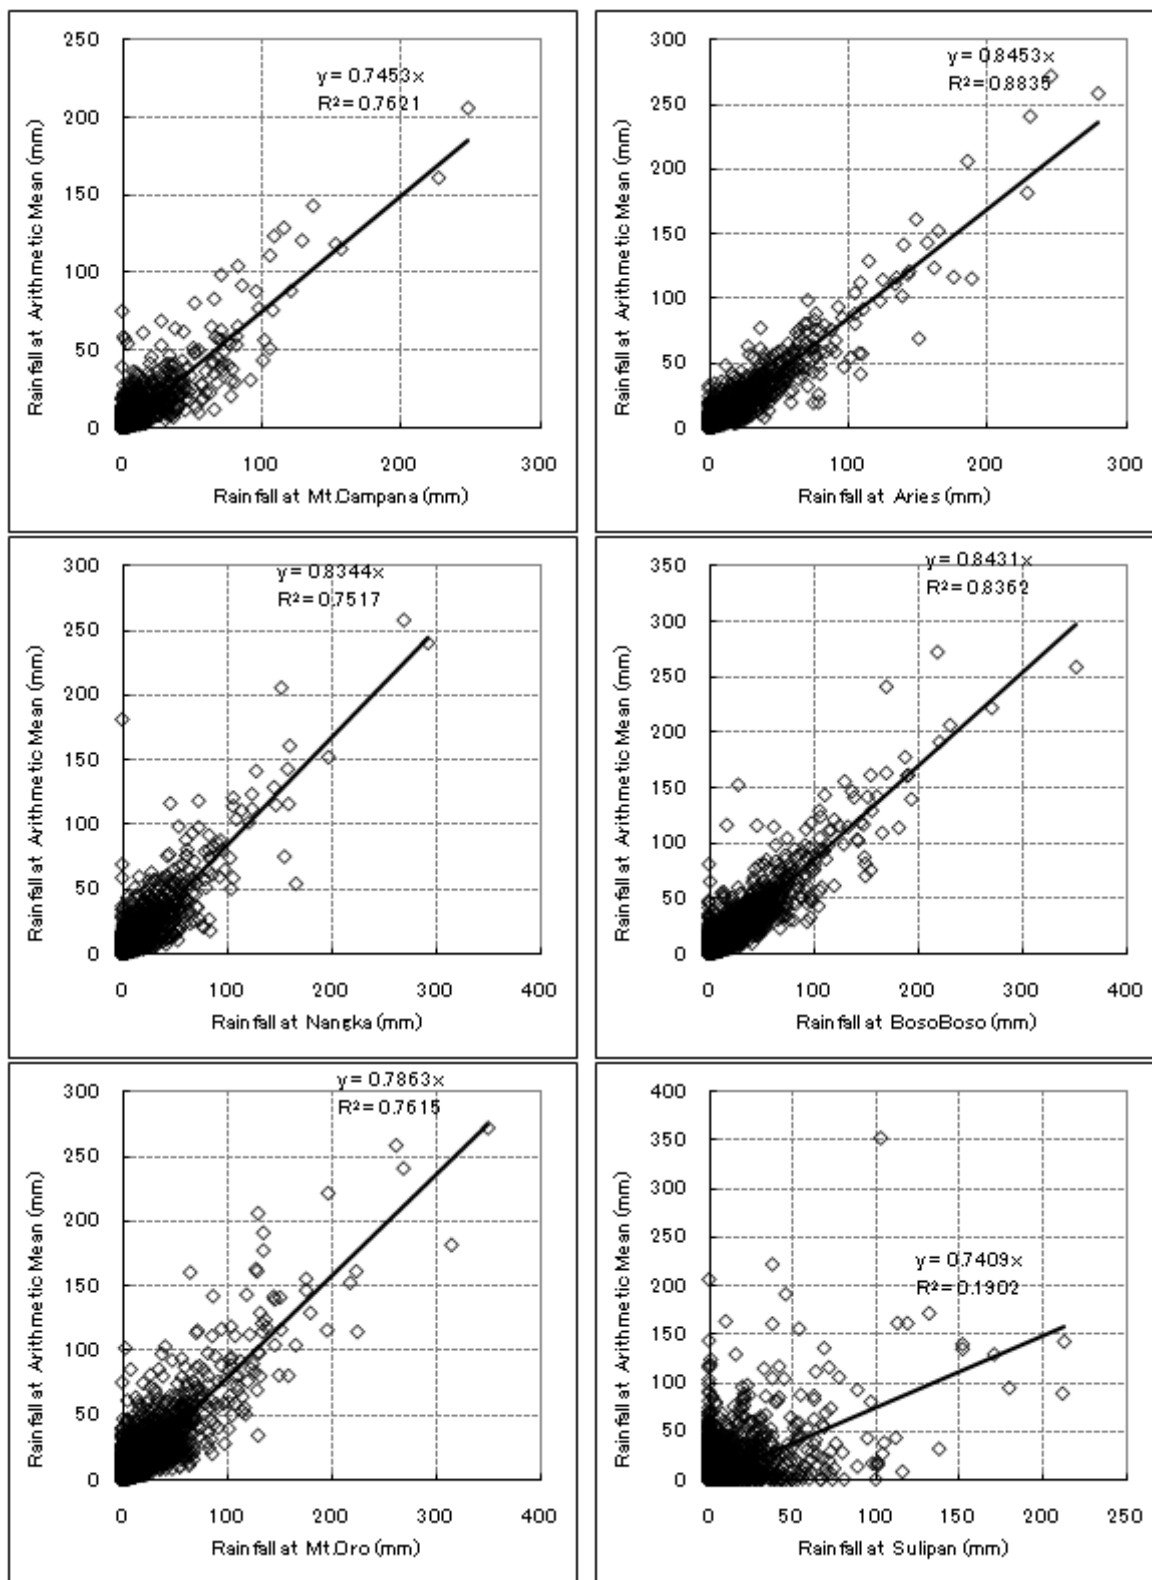 250
200
150
100
50
0
Rainfall at Arithmetic Mean (mm)
y = 0.7453x
R² = 0.7621
0 100 200 300
Rainfall at Mt.Campana (mm)
300
250
200
150
100
50
0
Rainfall at Arithmetic Mean (mm)
y = 0.8453x
R² = 0.8835
0 100 200 300
Rainfall at Aries (mm)
300
250
200
150
100
50
0
Rainfall at Arithmetic Mean (mm)
y = 0.8344x
R² = 0.7517
0 100 200 300 400
Rainfall at Nangka (mm)
350
300
250
200
150
100
50
0
Rainfall at Arithmetic Mean (mm)
y = 0.8431x
R² = 0.8362
0 100 200 300 400
Rainfall at BosoBoso (mm)
300
250
200
150
100
50
0
Rainfall at Arithmetic Mean (mm)
y = 0.7863x
R² = 0.7615
0 100 200 300 400
Rainfall at Mt.Oro (mm)
400
350
300
250
200
150
100
50
0
Rainfall at Arithmetic Mean (mm)
y = 0.7409x
R² = 0.1902
0 50 100 150 200 250
Rainfall at Sulipan (mm)